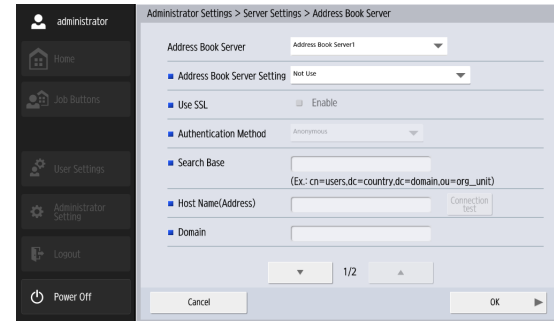 administrator
Home
Job Buttons
User Settings
Administrator
Setting
Logout
Power Off
Administrator Settings > Server Settings > Address Book Server
Address Book Server
Address Book Server1
Address Book Server Setting
Not Use
Use SSL
Enable
Authentication Method
Anonymous
Search Base
(Ex.: cn=users,dc=country,dc=domain,ou=org__unit)
Host Name(Address)
Connection
test
Domain
1/2
Cancel
OK